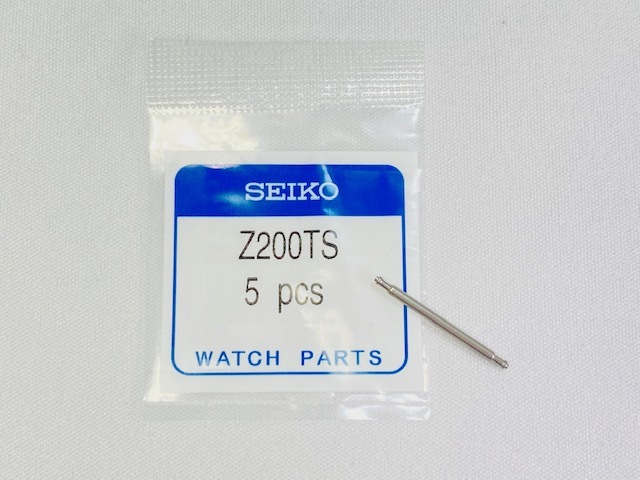 SEIKO
Z200TS
5 pcs
WATCH PARTS